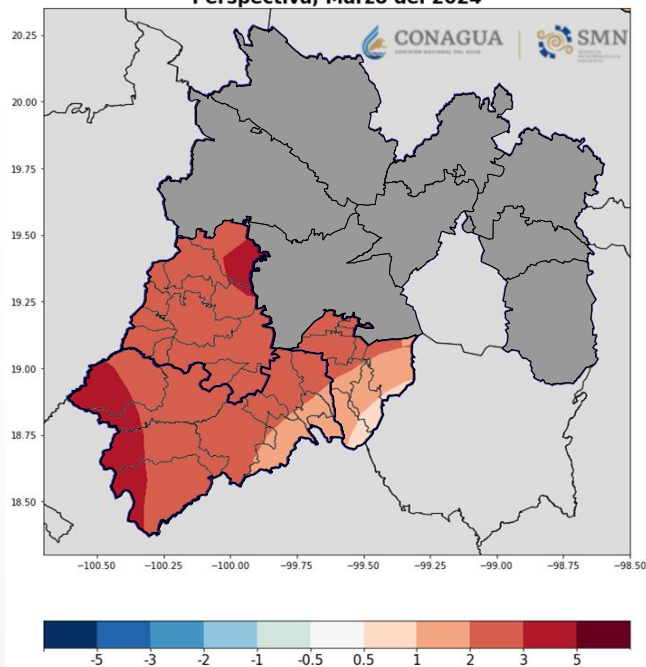 Perspectiva, Marzo del 2024
CONAGUA
COMISIÓN NACIONAL DEL AGUA
SMN
20.25
20.00
19.75
19.50
19.25
19.00
18.75
18.50
−100.50 −100.25 −100.00 −99.75 −99.50 −99.25 −99.00 −98.75 −98.50
-5 -3 -2 -1 -0.5 0.5 1 2 3 5